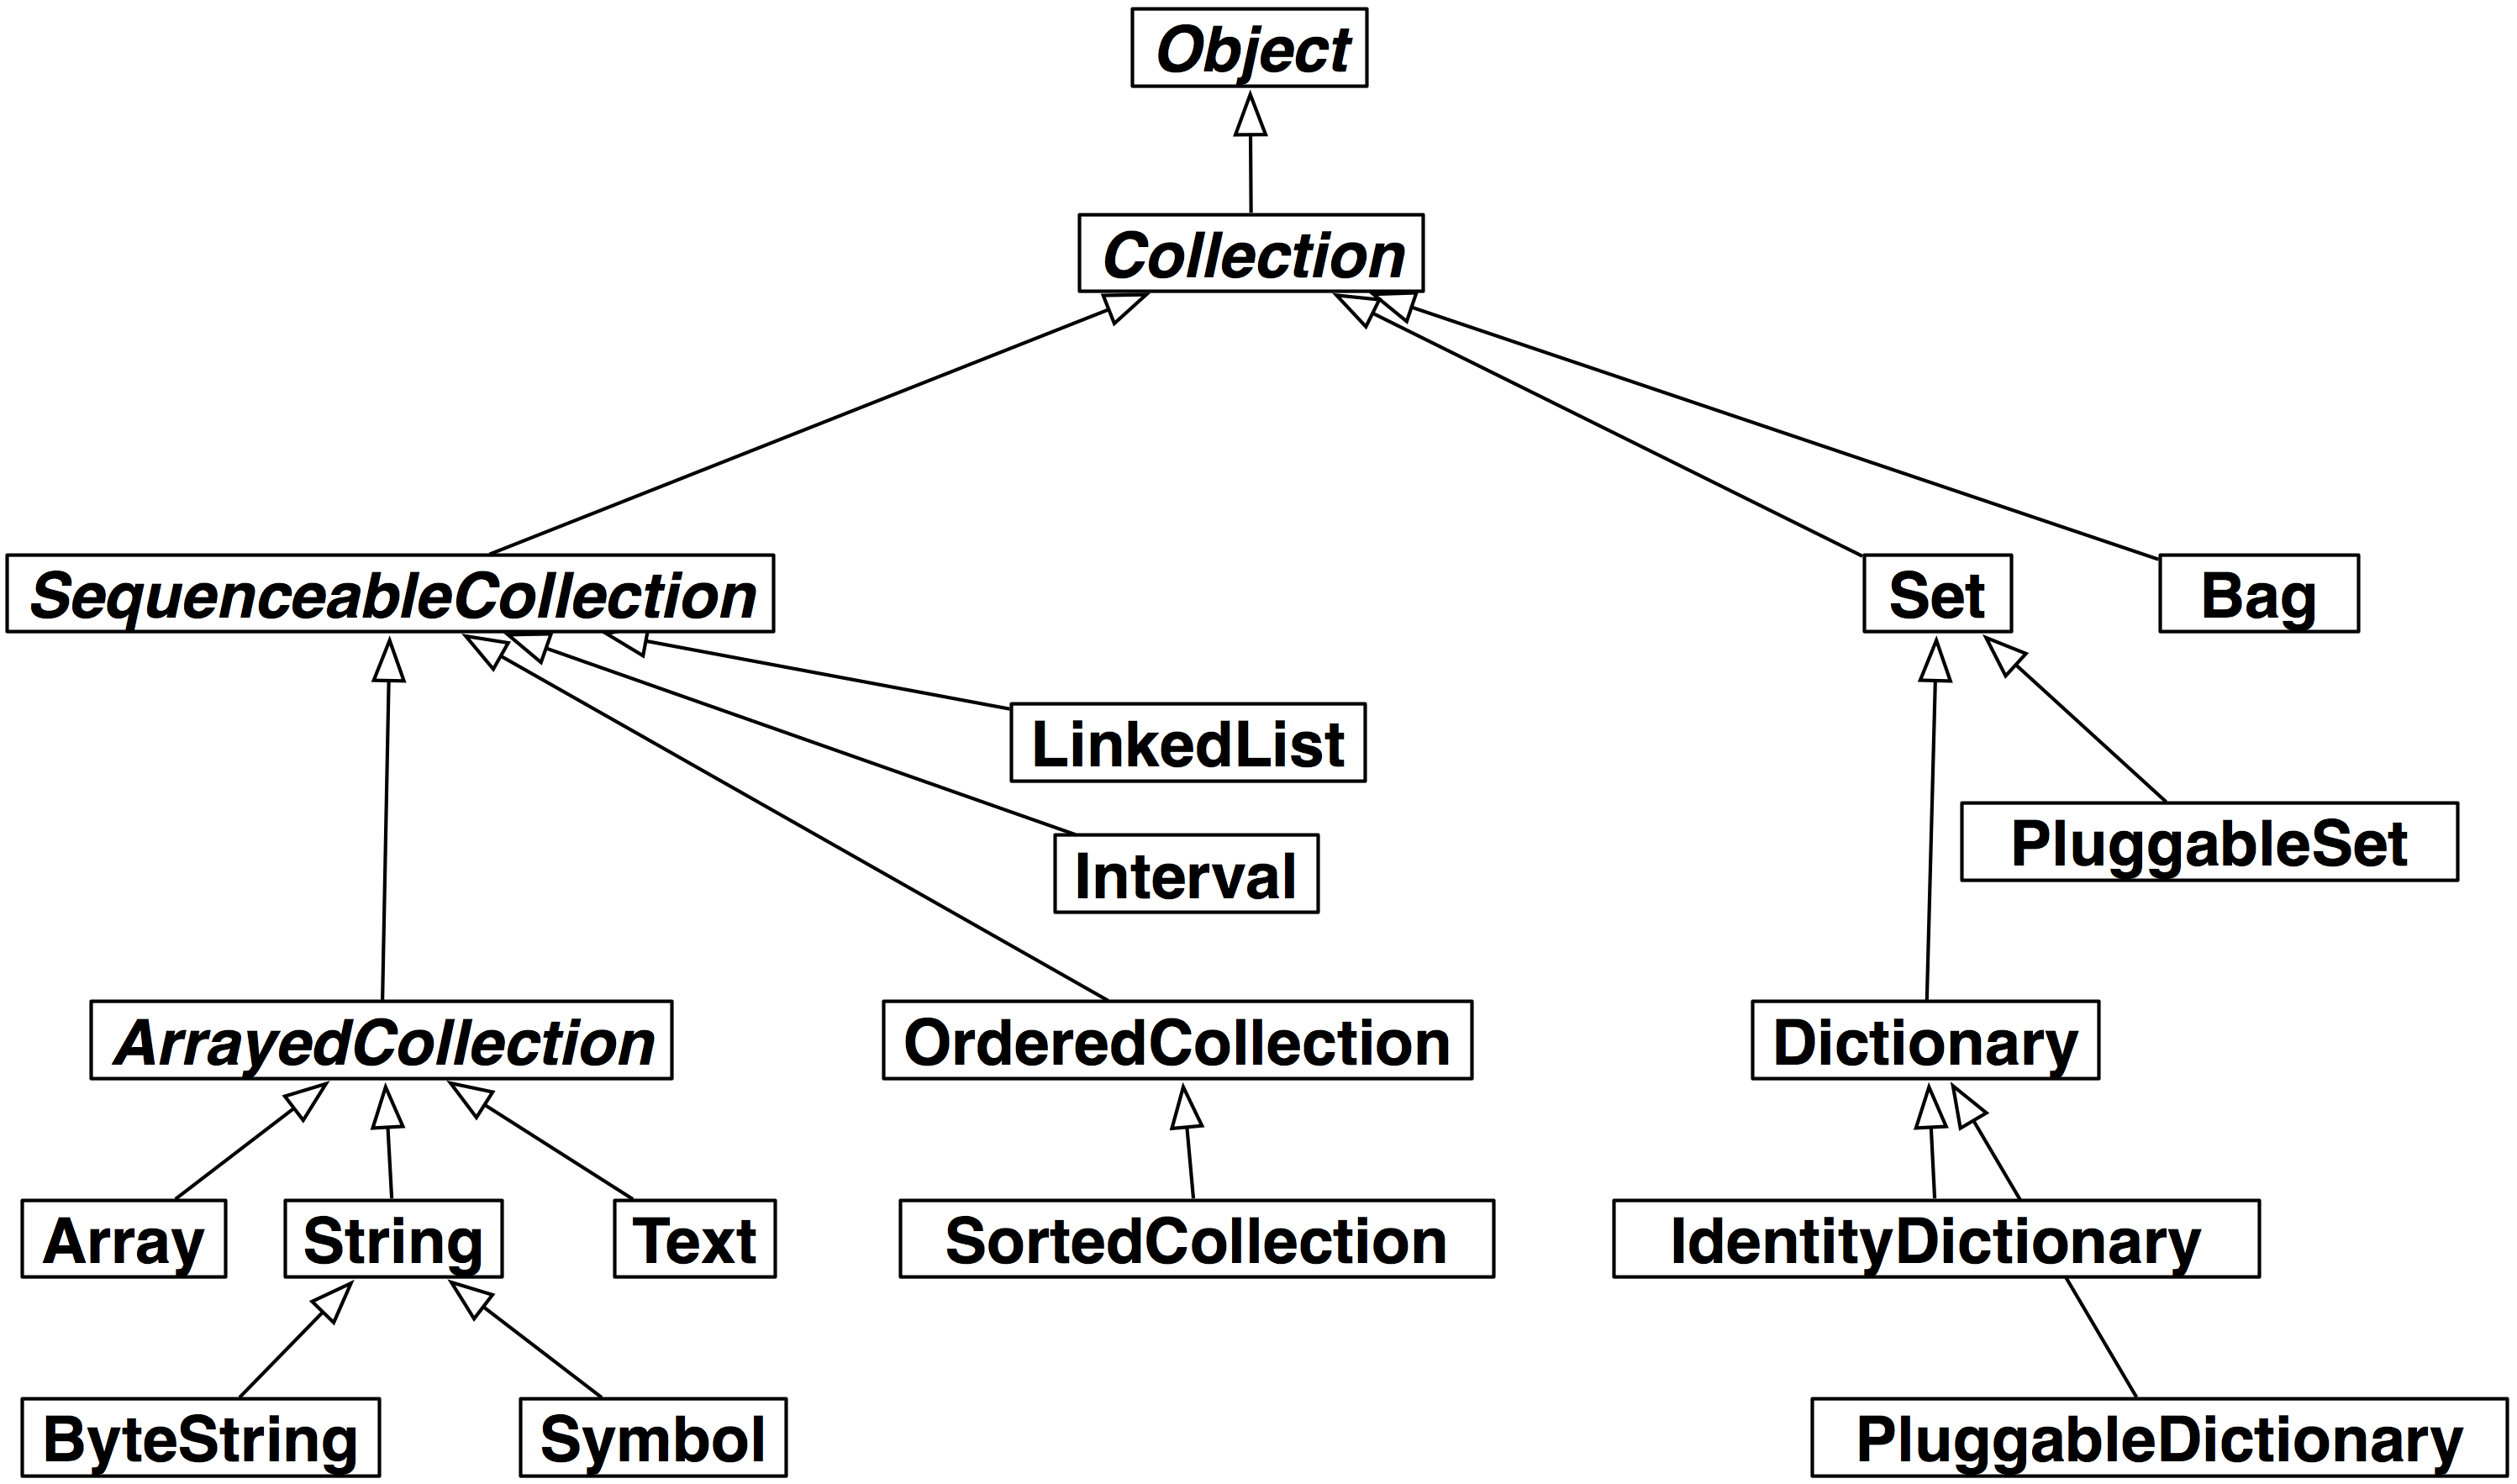 Object
Collection
SequenceableCollection
Set
Bag
LinkedList
PluggableSet
Interval
ArrayedCollection
OrderedCollection
Dictionary
Array
String
Text
SortedCollection
IdentityDictionary
ByteString
Symbol
PluggableDictionary